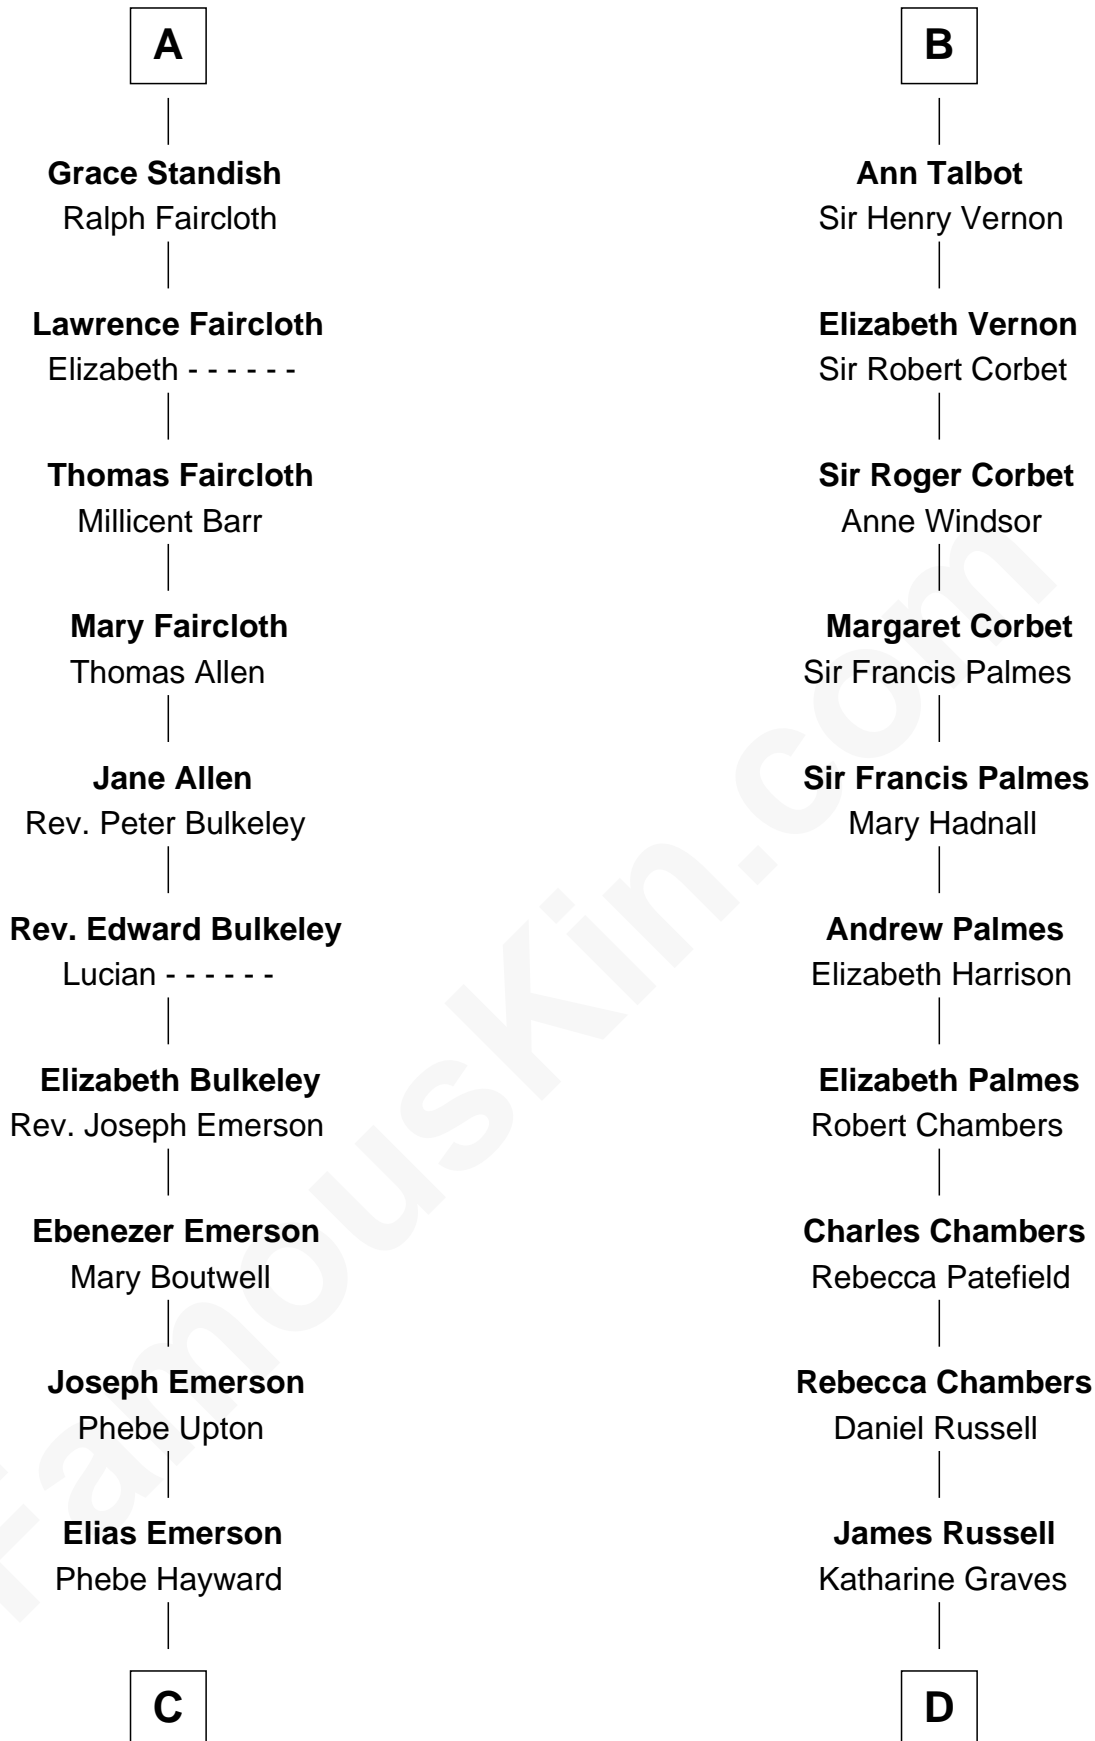 A
Grace Standish
Ralph Faircloth
Lawrence Faircloth
Elizabeth - - - - - -
Thomas Faircloth
Millicent Barr
Mary Faircloth
Thomas Allen
Jane Allen
Rev. Peter Bulkeley
Rev. Edward Bulkeley
Lucian - - - - - -
Elizabeth Bulkeley
Rev. Joseph Emerson
Ebenezer Emerson
Mary Boutwell
Joseph Emerson
Phebe Upton
Elias Emerson
Phebe Hayward
C
B
Ann Talbot
Sir Henry Vernon
Elizabeth Vernon
Sir Robert Corbet
Sir Roger Corbet
Anne Windsor
Margaret Corbet
Sir Francis Palmes
Sir Francis Palmes
Mary Hadnall
Andrew Palmes
Elizabeth Harrison
Elizabeth Palmes
Robert Chambers
Charles Chambers
Rebecca Patefield
Rebecca Chambers
Daniel Russell
James Russell
Katharine Graves
D
FamousKin.com